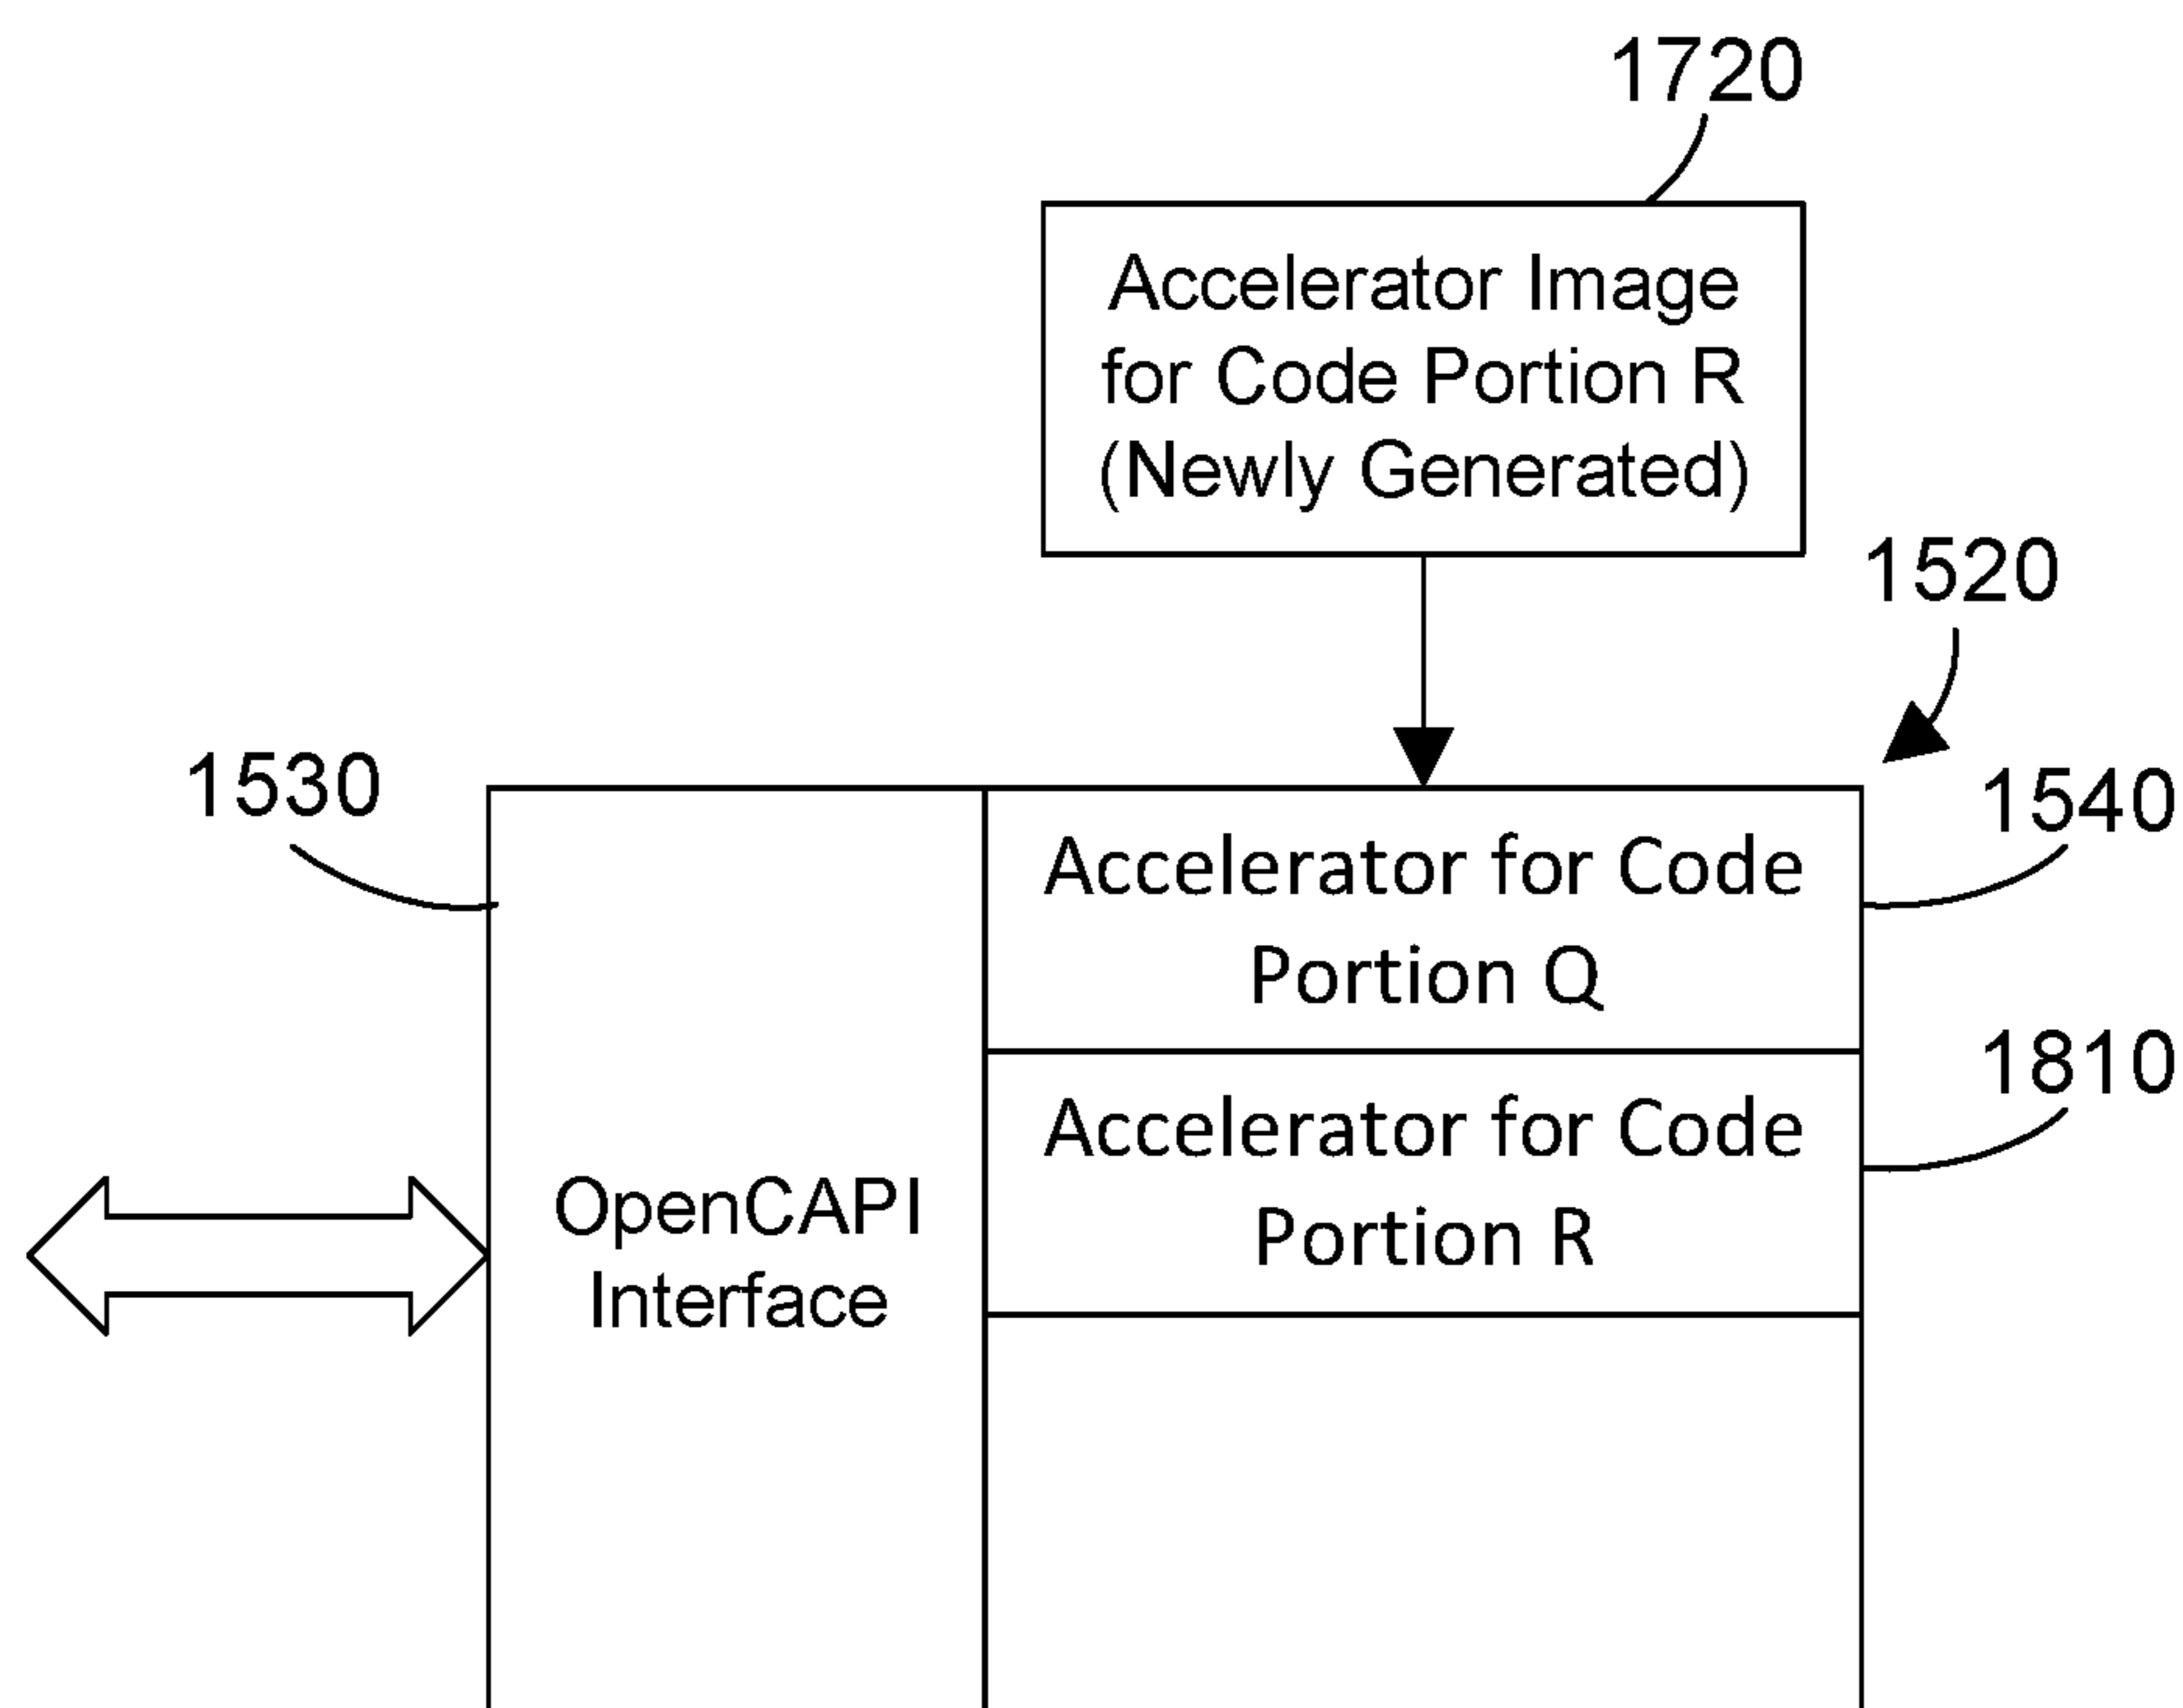 1720
Accelerator Image
for Code Portion R
(Newly Generated)
1520
1530
1540
Accelerator for Code
Portion Q
1810
Accelerator for Code
Portion R
OpenCAPI
Interface